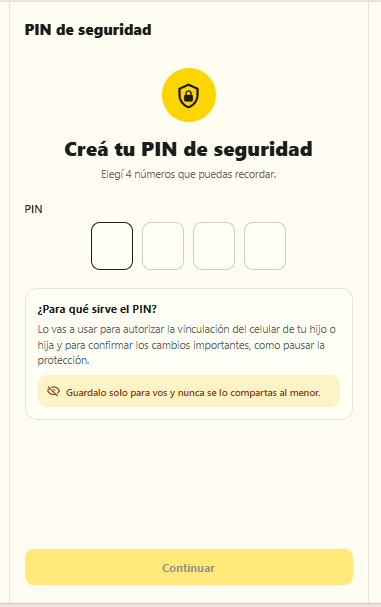 PIN de seguridad
Creá tu PIN de seguridad
Elegí 4 números que puedas recordar.
PIN
¿Para qué sirve el PIN?
Lo vas a usar para autorizar la vinculación del celular de tu hijo o
hija y para confirmar los cambios importantes, como pausar la
protección.
Guardalo solo para vos y nunca se lo compartas al menor.
Continuar